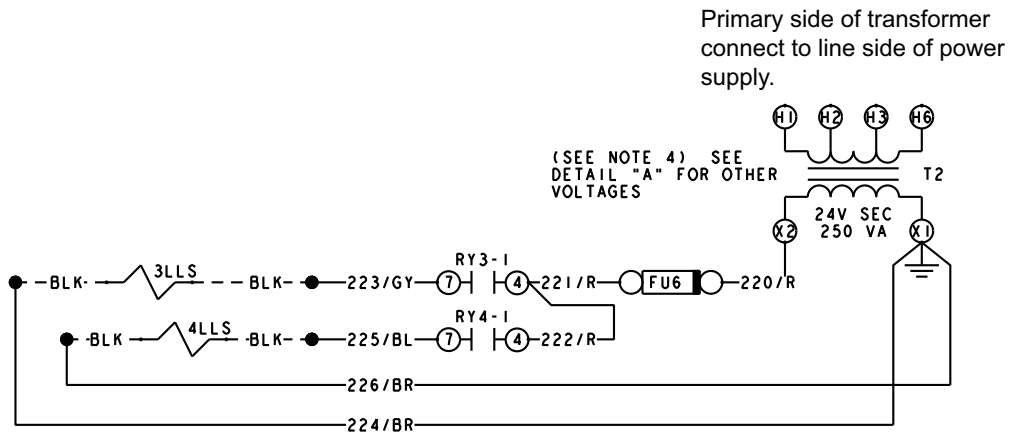 Primary side of transformer
connect to line side of power
supply.
H1 H2 H3 H6
(SEE NOTE 4) SEE
DETAIL "A" FOR OTHER
VOLTAGES
T2
24V SEC
250 VA
X2 X1
RY3-1
BLK 3LLS BLK 223/GY 7 4 221/R FU6 220/R
RY4-1
BLK 4LLS BLK 225/BL 7 4 222/R
226/BR
224/BR